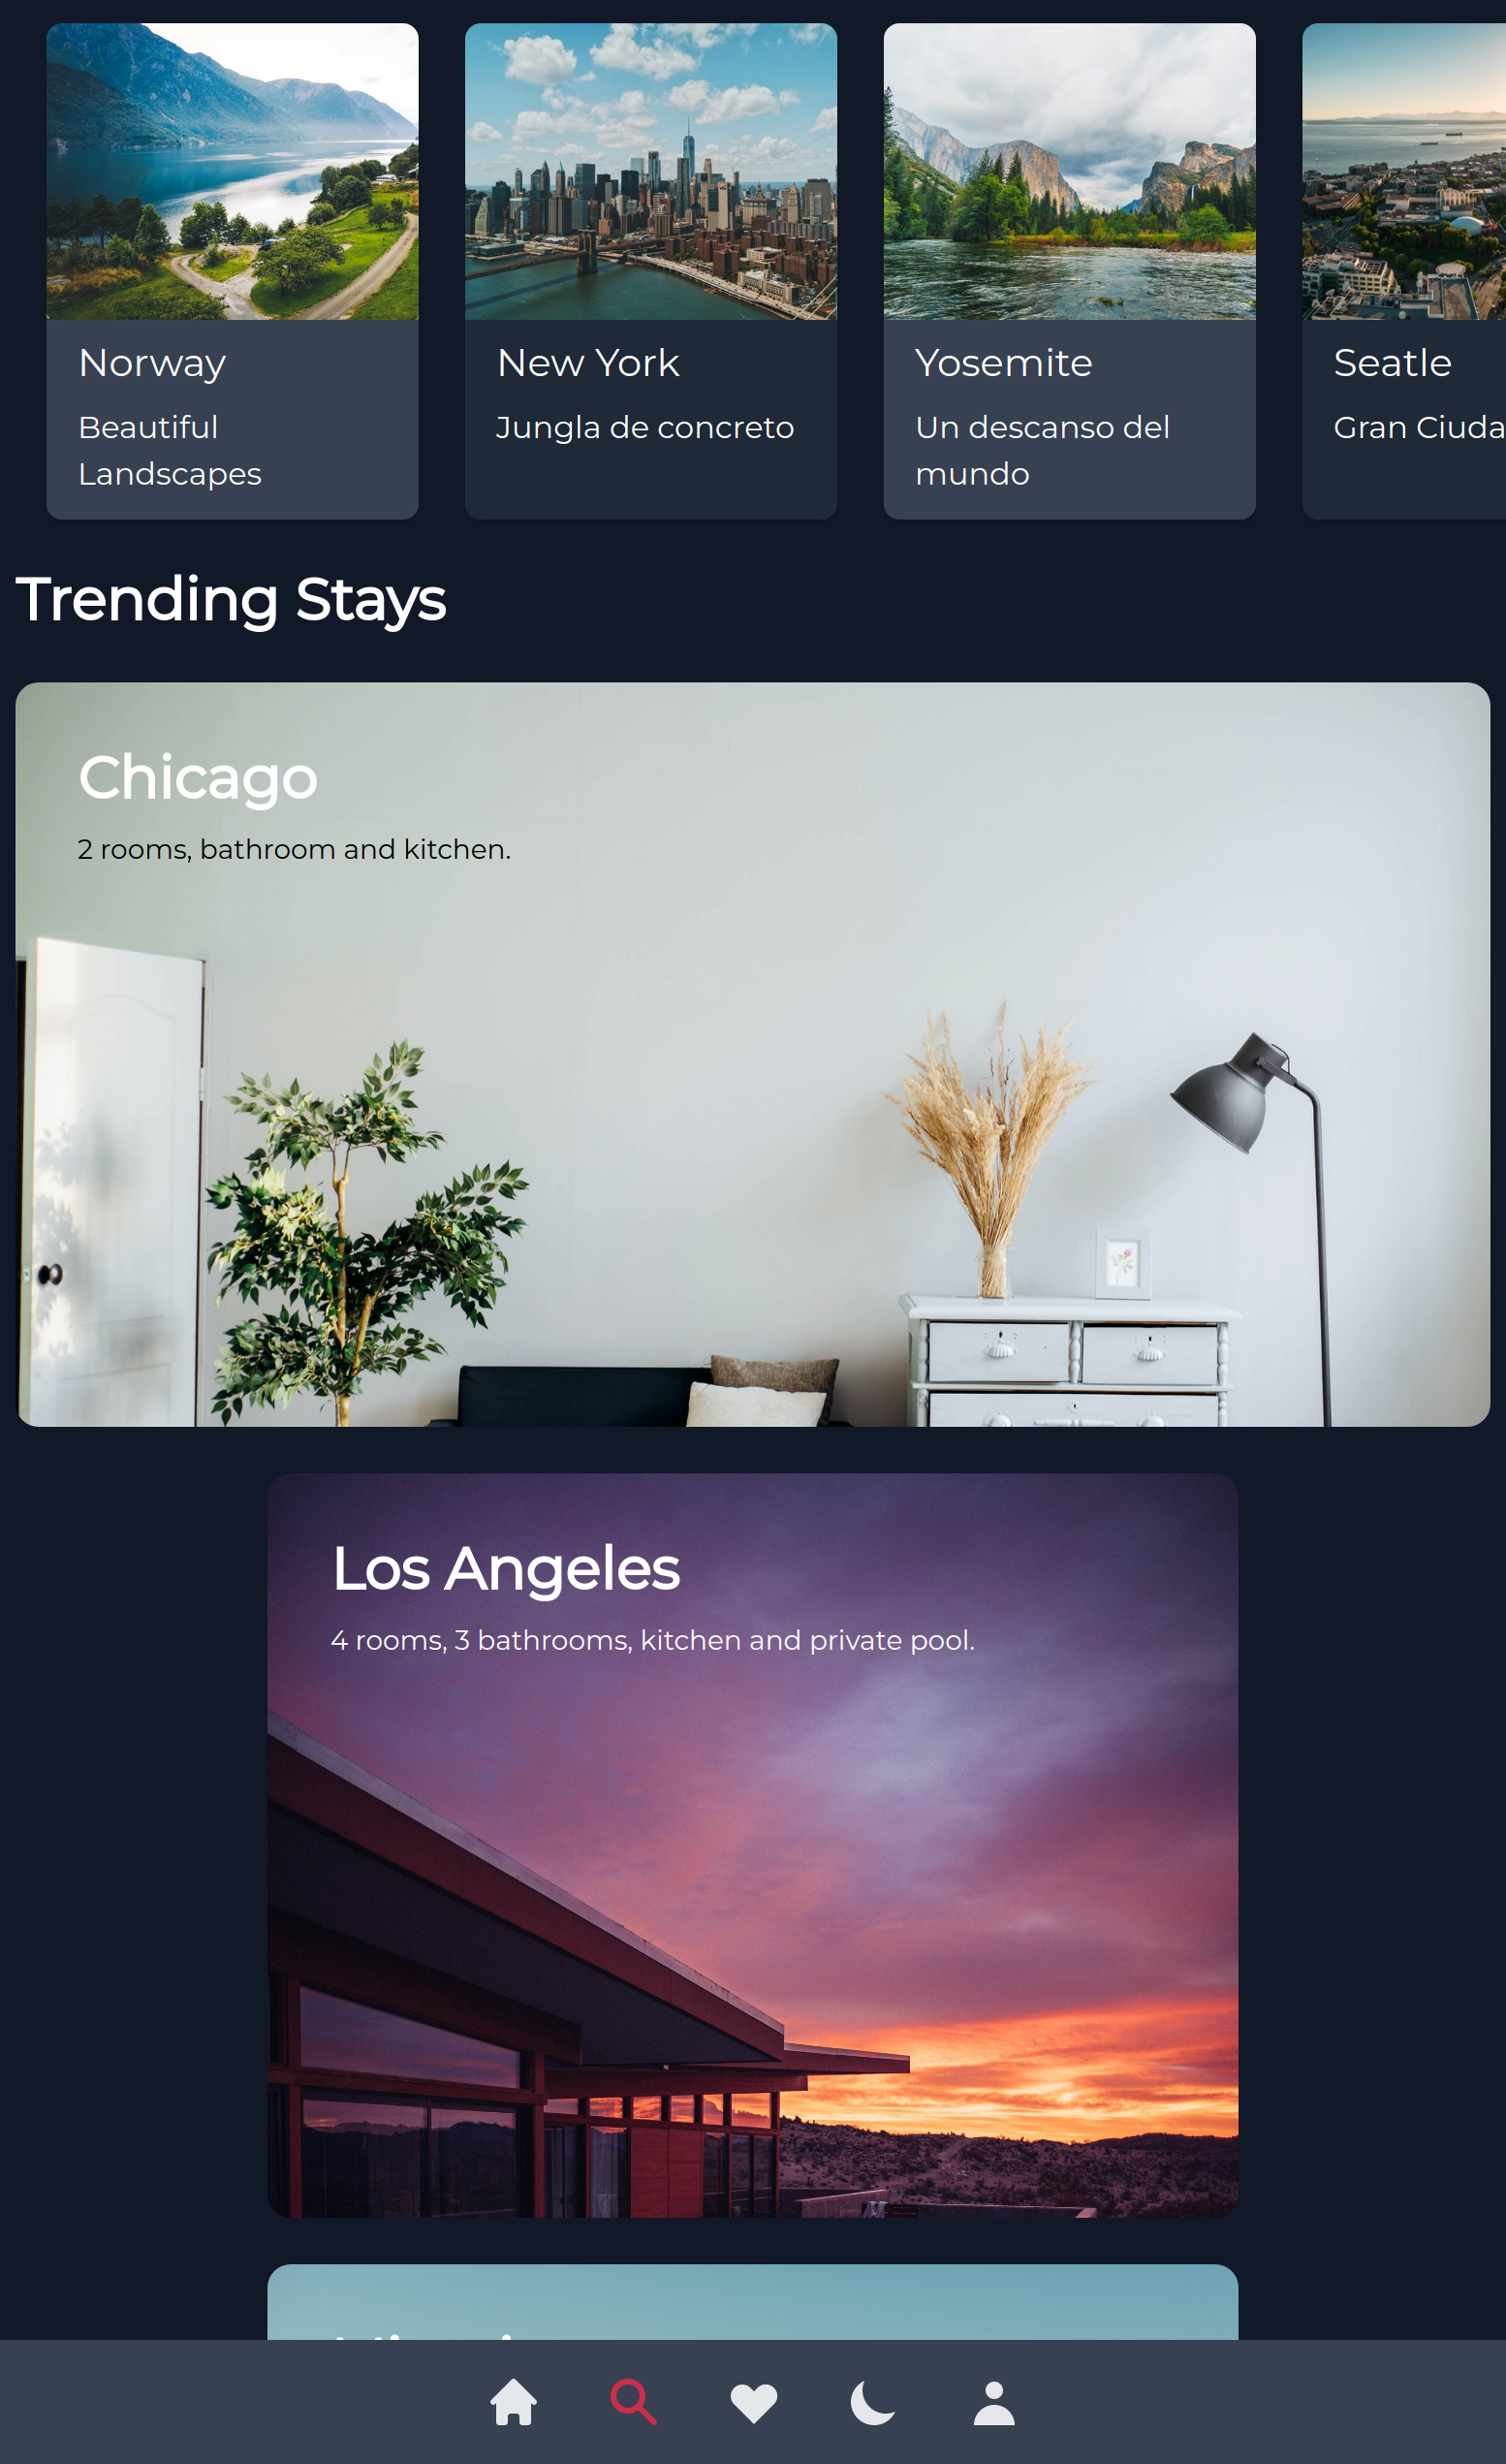 Norway
Beautiful
Landscapes
New York
Jungla de concreto
Yosemite
Un descanso del
mundo
Seatle
Gran Ciuda
Trending Stays
Chicago
2 rooms, bathroom and kitchen.
Los Angeles
4 rooms, 3 bathrooms, kitchen and private pool.